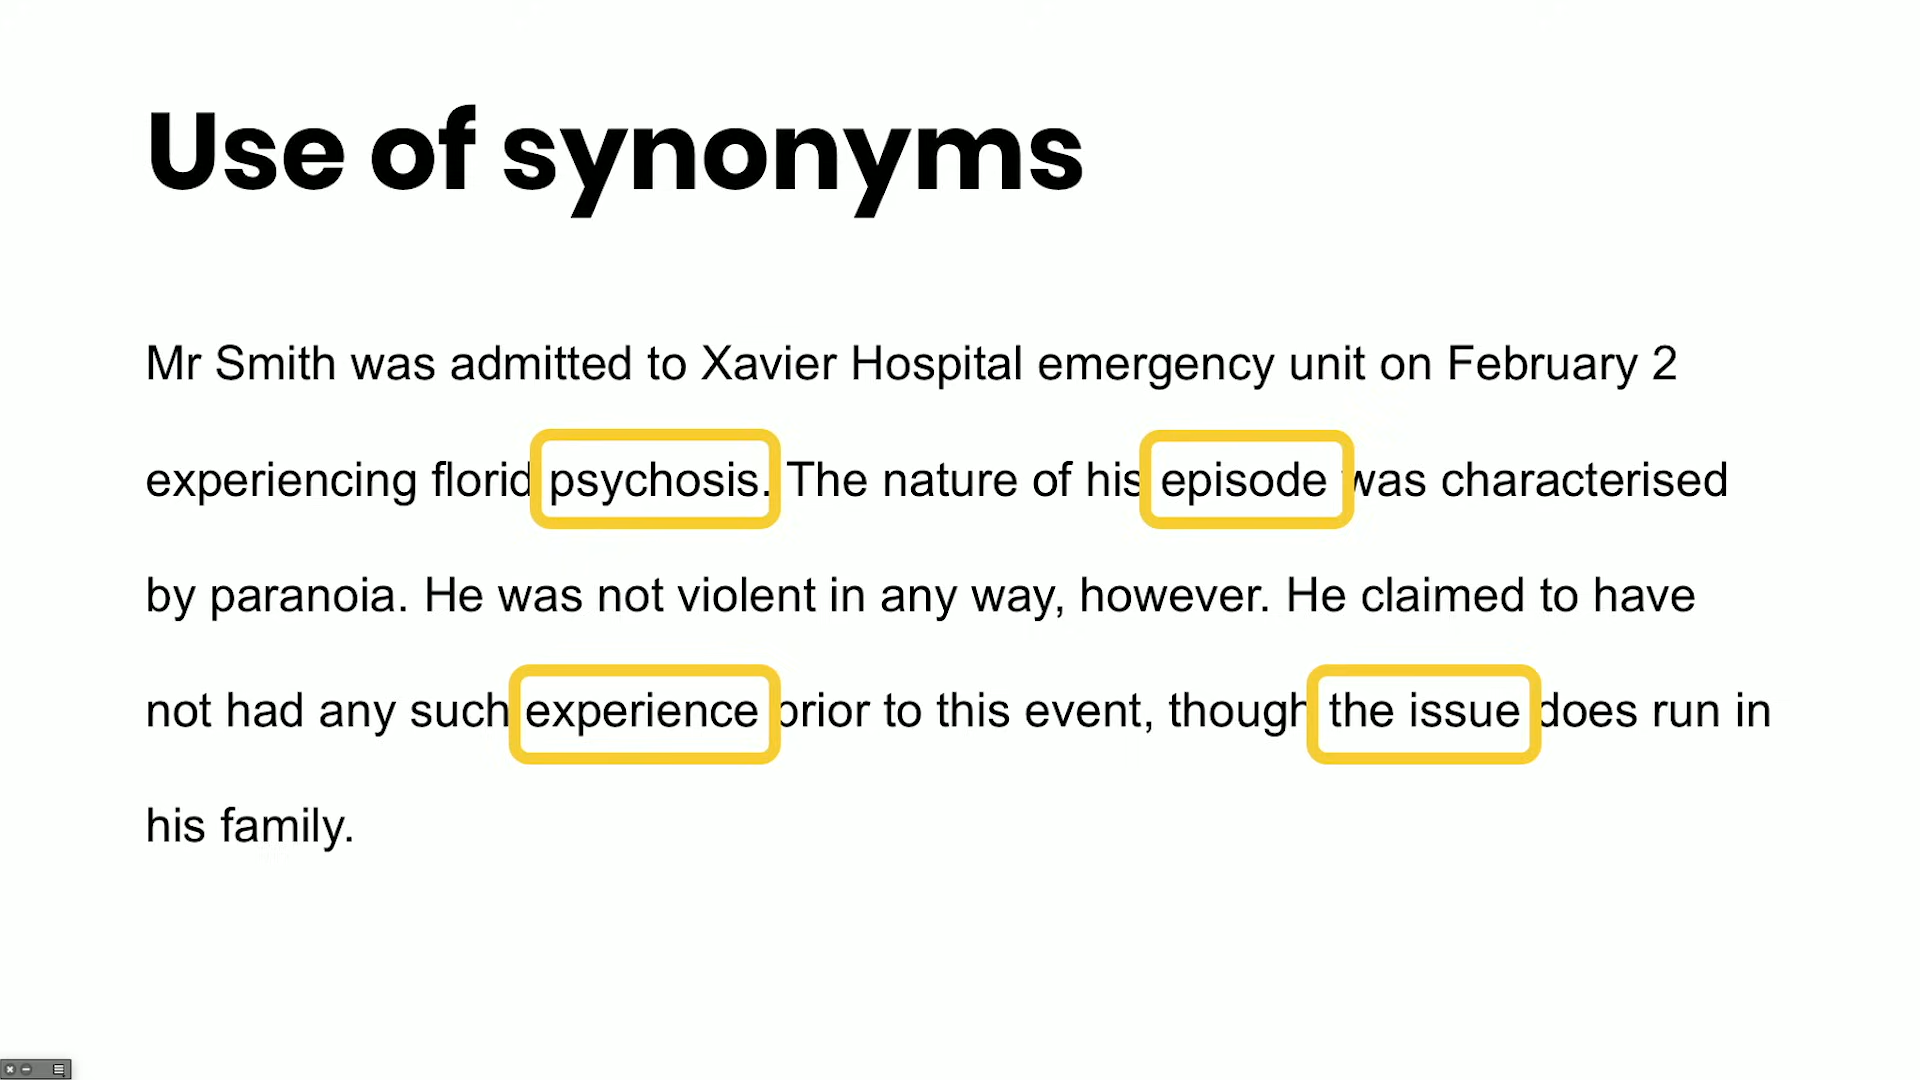 Use of synonyms
Mr Smith was admitted to Xavier Hospital emergency unit on February 2
experiencing florid psychosis. The nature of his episode was characterised
by paranoia. He was not violent in any way, however. He claimed to have
not had any such experience prior to this event, though the issue does run in
his family.